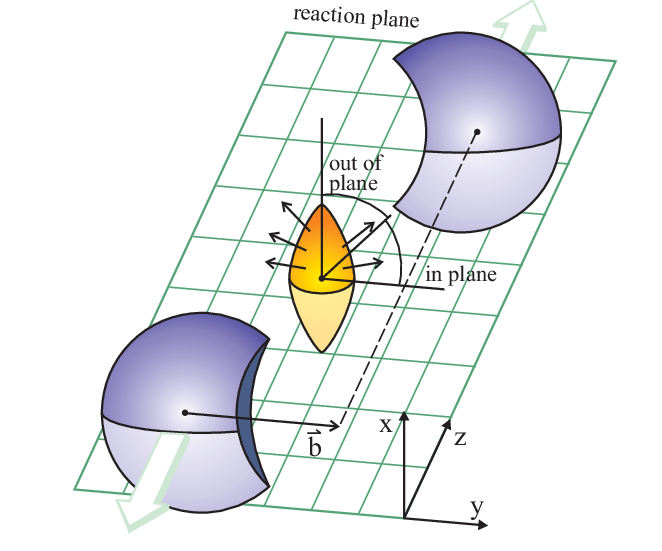 reaction plane
out of
plane
in plane
b⃗
x
z
y